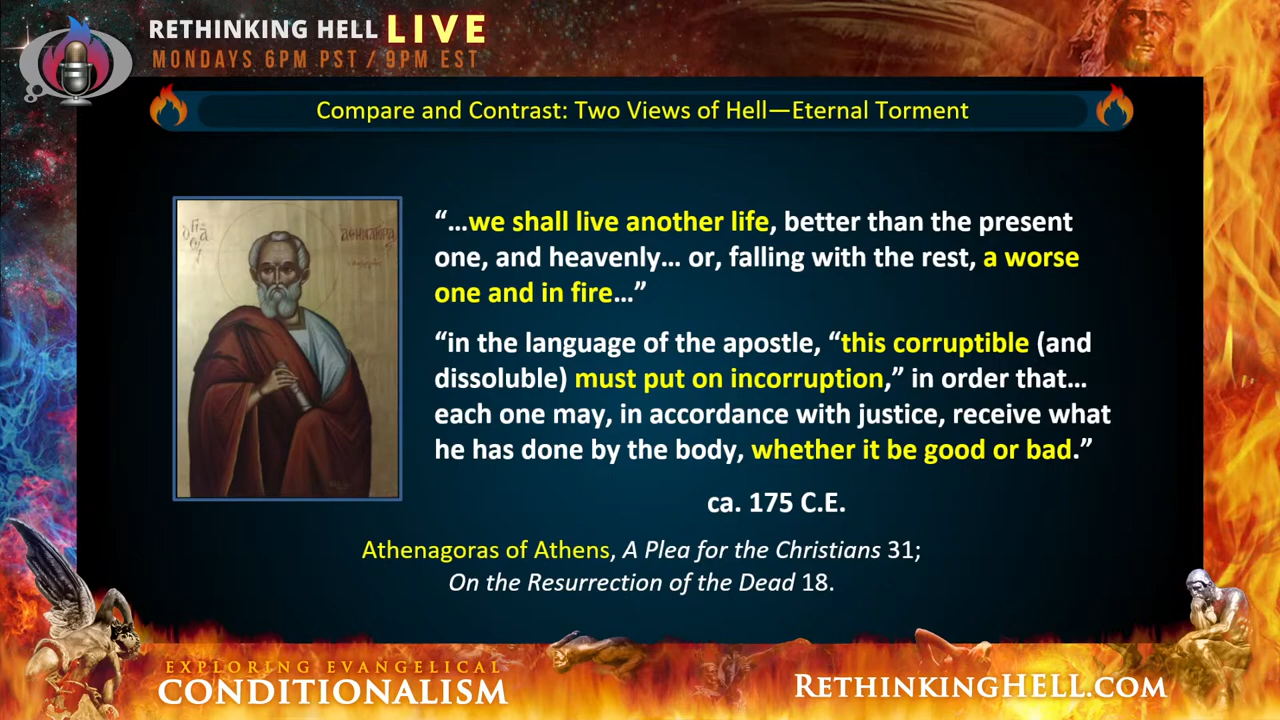 RETHINKING HELL LIVE
MONDAYS 6PM PST / 9PM EST
Compare and Contrast: Two Views of Hell—Eternal Torment
“…we shall live another life, better than the present
one, and heavenly… or, falling with the rest, a worse
one and in fire…”
“in the language of the apostle, “this corruptible (and
dissoluble) must put on incorruption,” in order that…
each one may, in accordance with justice, receive what
he has done by the body, whether it be good or bad.”
ca. 175 C.E.
Athenagoras of Athens, A Plea for the Christians 31;
On the Resurrection of the Dead 18.
EXPLORING EVANGELICAL
CONDITIONALISM
RETHINKINGHELL.COM